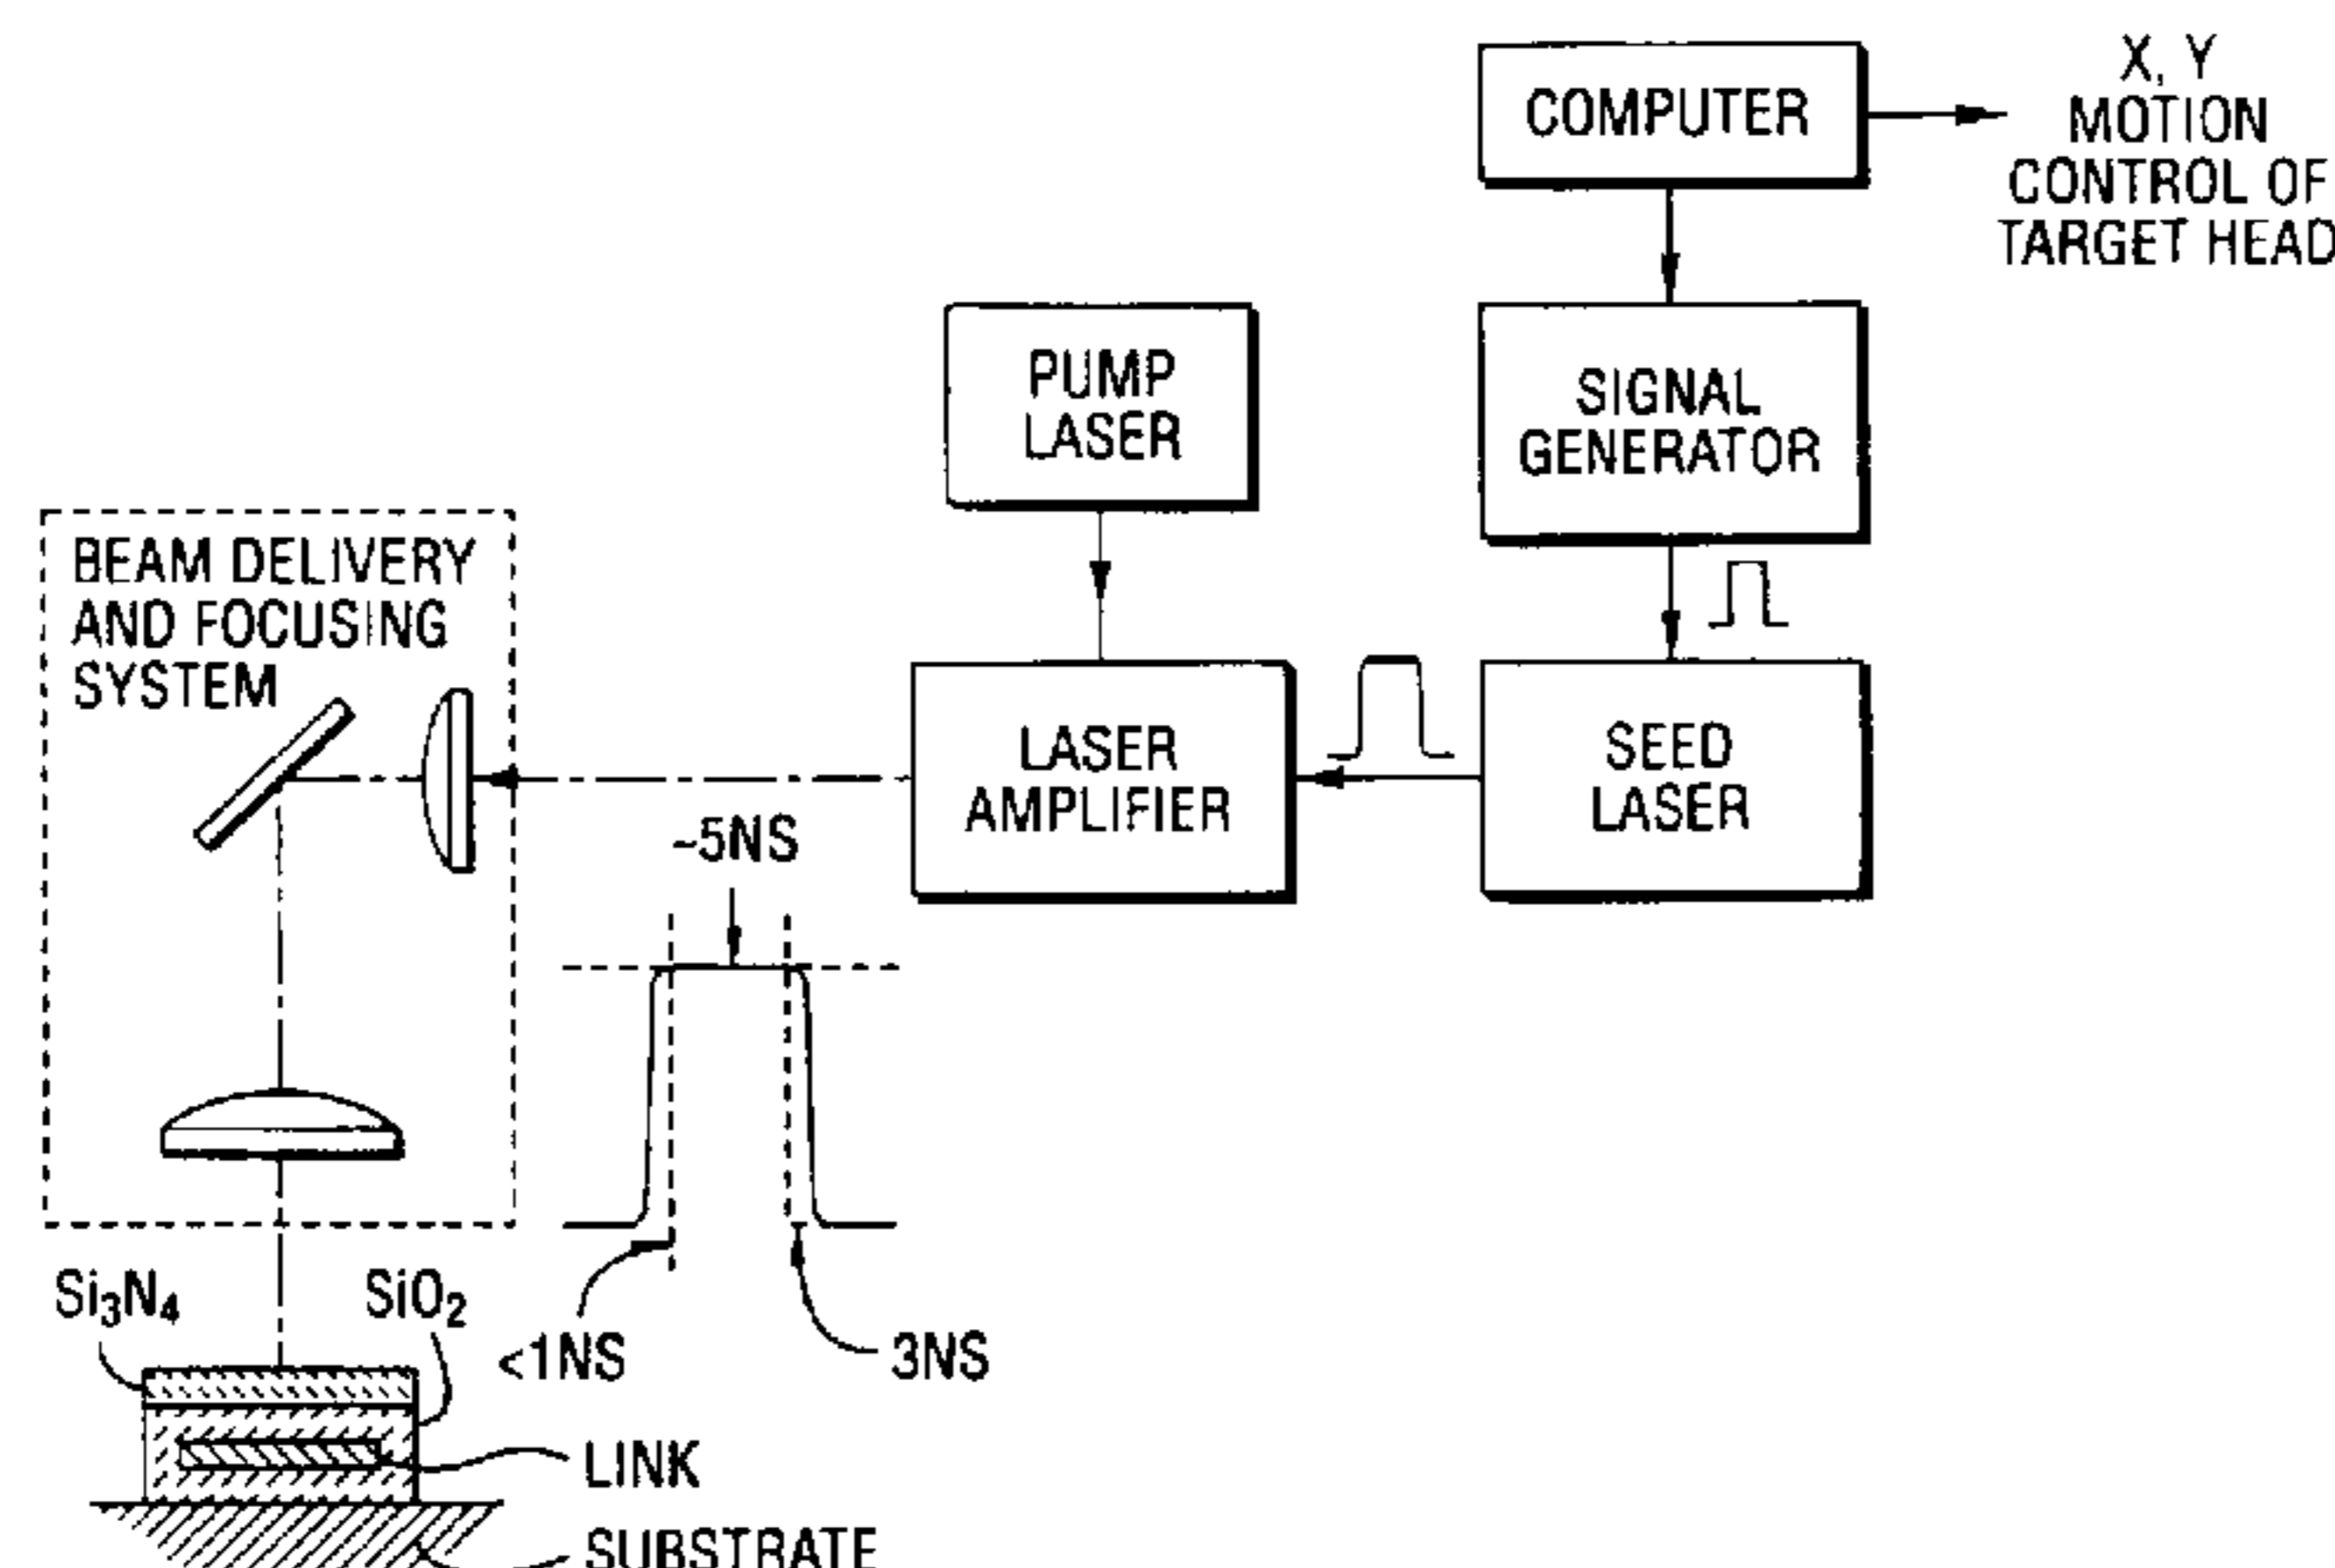 COMPUTER
X, Y
MOTION
CONTROL OF
TARGET HEAD
PUMP
LASER
SIGNAL
GENERATOR
BEAM DELIVERY
AND FOCUSING
SYSTEM
LASER
AMPLIFIER
SEED
LASER
~5NS
Si₃N₄
SiO₂
<1NS
3NS
LINK
SUBSTRATE